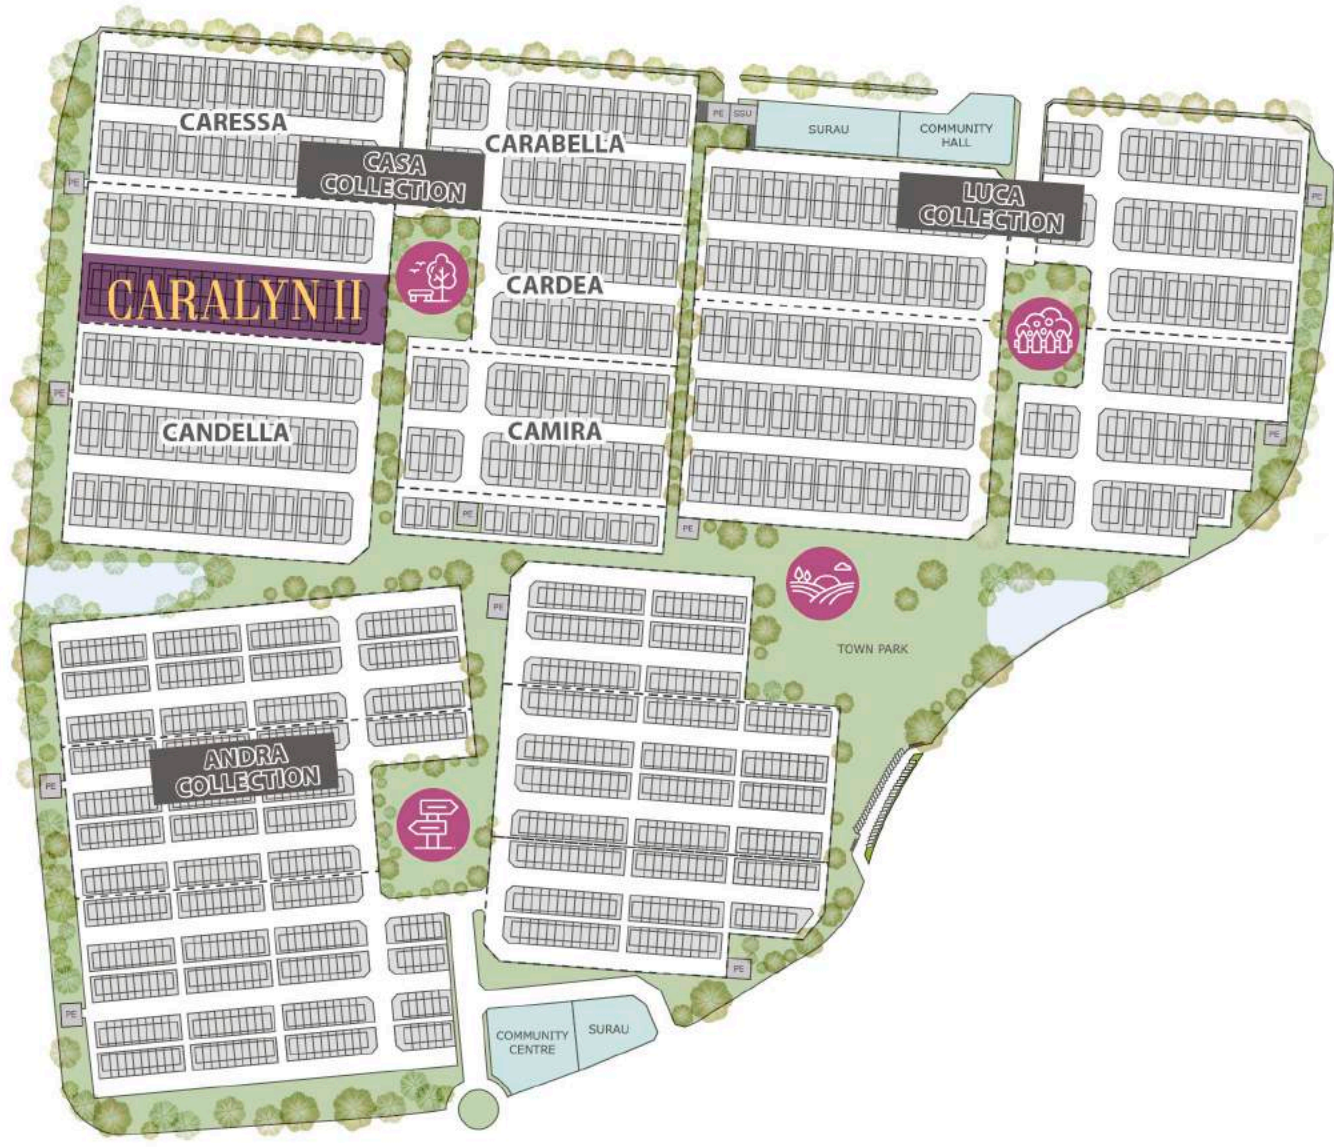 CARESSA
CASA
COLLECTION
CARABELLA
PE
SSU
SURAU
COMMUNITY
HALL
LUCA
COLLECTION
PE
PE
CARALYN II
CARDEA
PE
CANDELLA
CAMIRA
PE
PE
PE
PE
TOWN PARK
ANDRA
COLLECTION
PE
PE
PE
COMMUNITY
CENTRE
SURAU